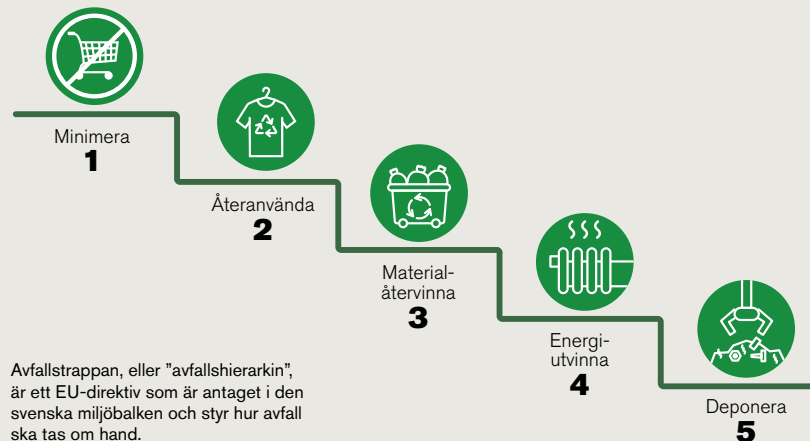 Minimera
1
Återanvända
2
Material-
återvinna
3
Energi-
utvinna
4
Deponera
5
Avfallstrappan, eller ”avfallshierarkin”,
är ett EU-direktiv som är antaget i den
svenska miljöbalken och styr hur avfall
ska tas om hand.